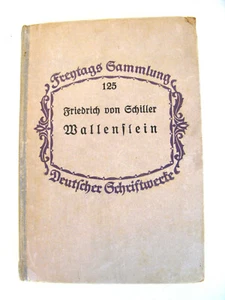 Freytags Sammlung
125
Friedrich von Schiller
Wallenstein
Deutscher Schriftwerke